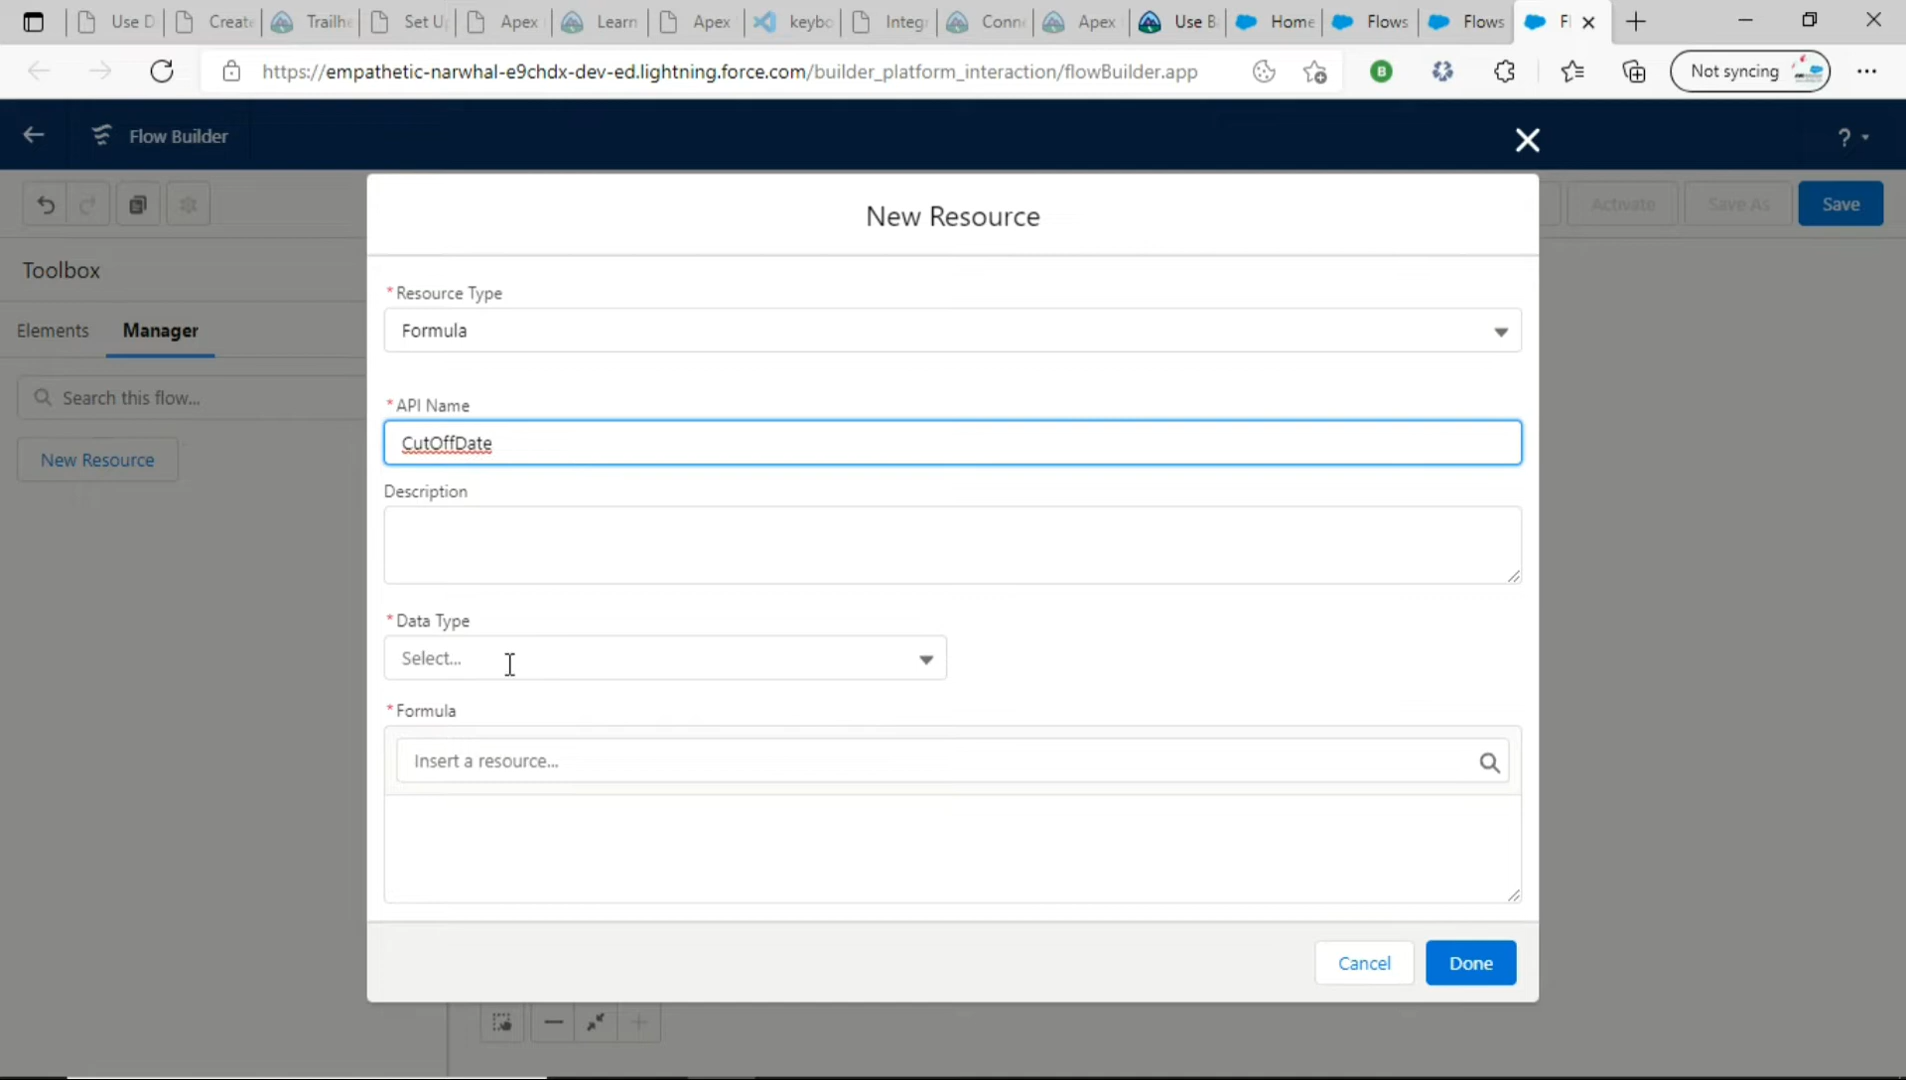 Use D
Create
Trailhe
Set U
Apex
Learn
Apex
keybo
Integr
Conne
Apex
Use B
Home
Flows
Flows
Fl
https://empathetic-narwhal-e9chdx-dev-ed.lightning.force.com/builder_platform_interaction/flowBuilder.app
B
Not syncing
Flow Builder
?
New Resource
Activate
Save As
Save
Toolbox
Elements
Manager
Search this flow...
New Resource
*Resource Type
Formula
*API Name
CutOffDate
Description
*Data Type
Select...
*Formula
Insert a resource...
Cancel
Done